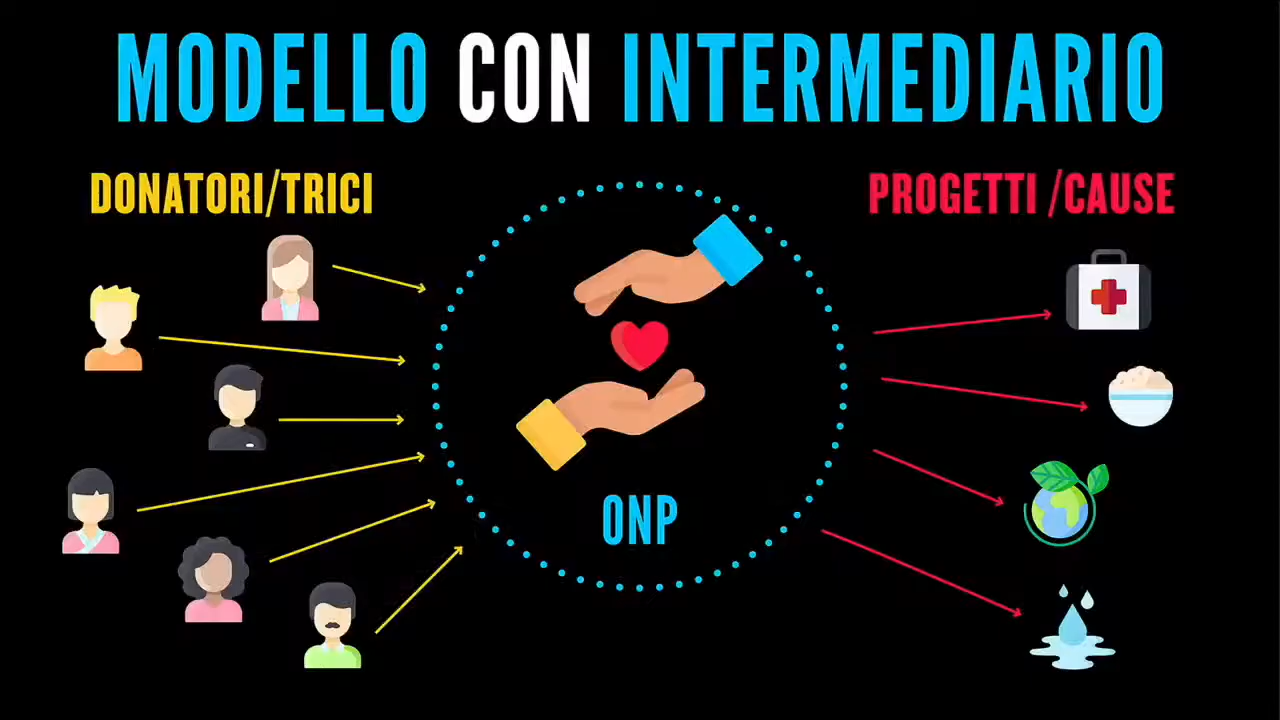 MODELLO CON INTERMEDIARIO
DONATORI/TRICI
PROGETTI /CAUSE
ONP